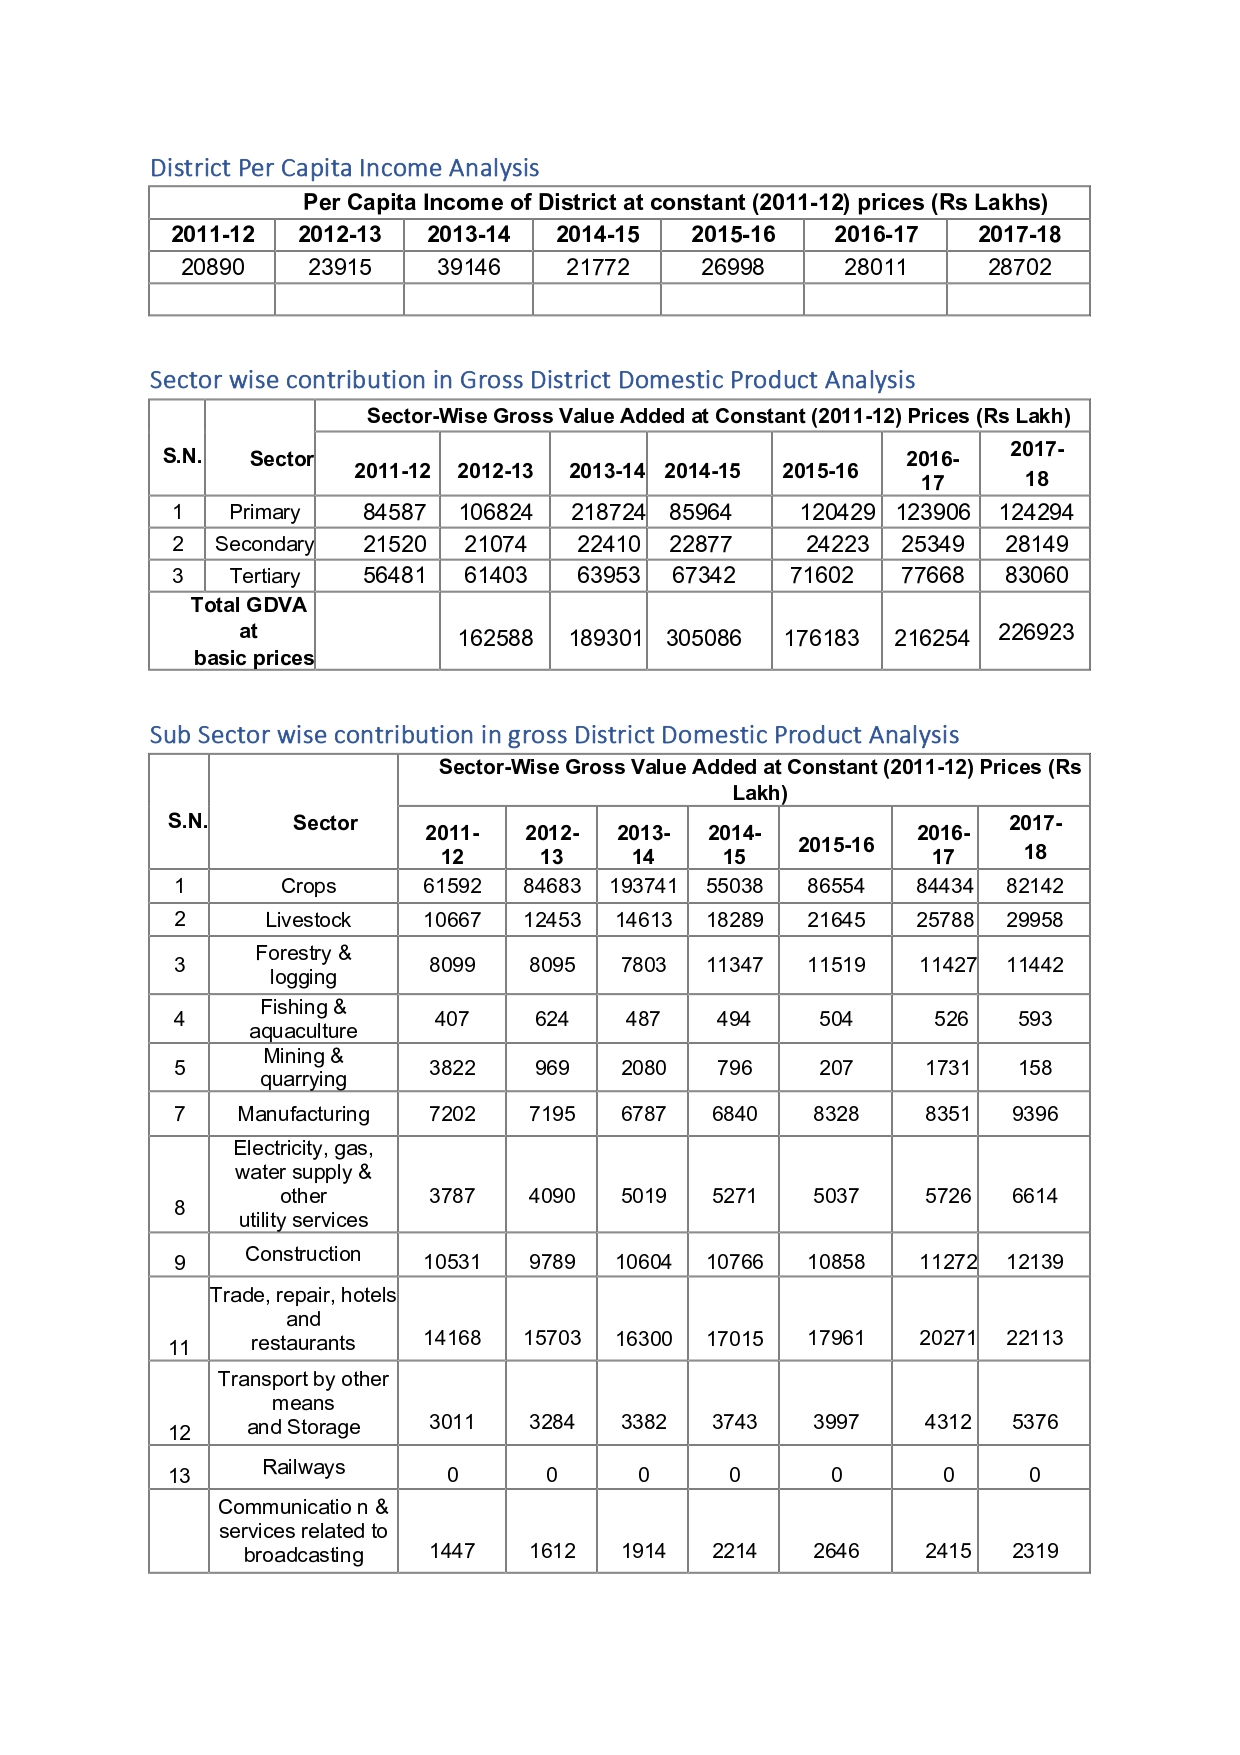 District Per Capita Income Analysis
Per Capita Income of District at constant (2011-12) prices (Rs Lakhs)
2011-12 2012-13 2013-14 2014-15 2015-16 2016-17 2017-18
20890 23915 39146 21772 26998 28011 28702
Sector wise contribution in Gross District Domestic Product Analysis
S.N. Sector Sector-Wise Gross Value Added at Constant (2011-12) Prices (Rs Lakh)
2011-12 2012-13 2013-14 2014-15 2015-16 2016-
17 2017-
18
1 Primary 84587 106824 218724 85964 120429 123906 124294
2 Secondary 21520 21074 22410 22877 24223 25349 28149
3 Tertiary 56481 61403 63953 67342 71602 77668 83060
Total GDVA
at
basic prices 162588 189301 305086 176183 216254 226923
Sub Sector wise contribution in gross District Domestic Product Analysis
S.N. Sector Sector-Wise Gross Value Added at Constant (2011-12) Prices (Rs
Lakh)
2011-
12 2012-
13 2013-
14 2014-
15 2015-16 2016-
17 2017-
18
1 Crops 61592 84683 193741 55038 86554 84434 82142
2 Livestock 10667 12453 14613 18289 21645 25788 29958
3 Forestry &
logging 8099 8095 7803 11347 11519 11427 11442
4 Fishing &
aquaculture 407 624 487 494 504 526 593
5 Mining &
quarrying 3822 969 2080 796 207 1731 158
7 Manufacturing 7202 7195 6787 6840 8328 8351 9396
8 Electricity, gas,
water supply &
other
utility services 3787 4090 5019 5271 5037 5726 6614
9 Construction 10531 9789 10604 10766 10858 11272 12139
11 Trade, repair, hotels
and
restaurants 14168 15703 16300 17015 17961 20271 22113
12 Transport by other
means
and Storage 3011 3284 3382 3743 3997 4312 5376
13 Railways 0 0 0 0 0 0 0
Communicatio n &
services related to
broadcasting 1447 1612 1914 2214 2646 2415 2319